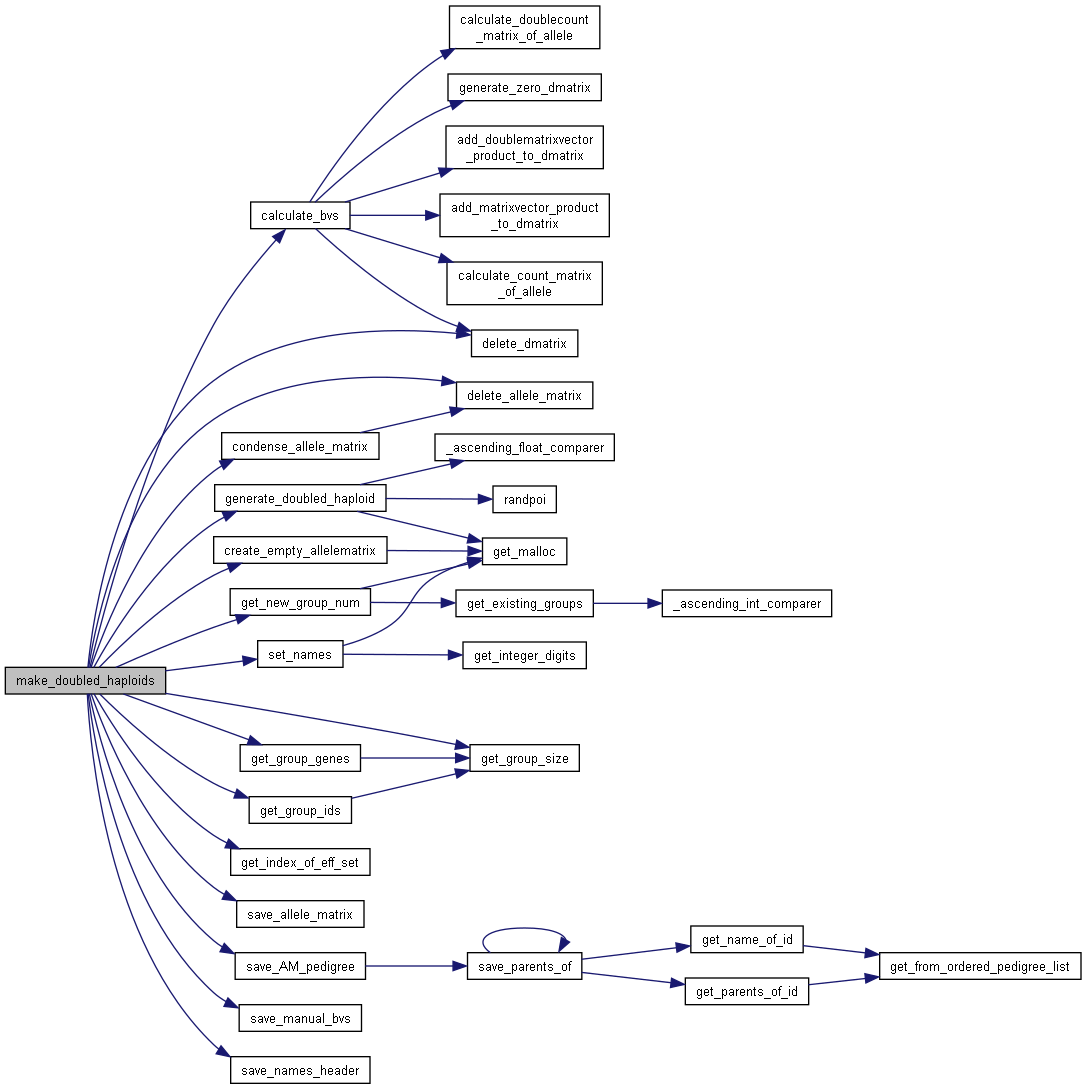 calculate_doublecount
_matrix_of_allele
generate_zero_dmatrix
add_doublematrixvector
_product_to_dmatrix
add_matrixvector_product
_to_dmatrix
calculate_bvs
calculate_count_matrix
_of_allele
delete_dmatrix
delete_allele_matrix
condense_allele_matrix
_ascending_float_comparer
generate_doubled_haploid
randpoi
create_empty_allelematrix
get_malloc
get_new_group_num
get_existing_groups
_ascending_int_comparer
set_names
get_integer_digits
make_doubled_haploids
get_group_genes
get_group_size
get_group_ids
get_index_of_eff_set
save_allele_matrix
save_AM_pedigree
save_parents_of
get_name_of_id
get_from_ordered_pedigree_list
get_parents_of_id
save_manual_bvs
save_names_header